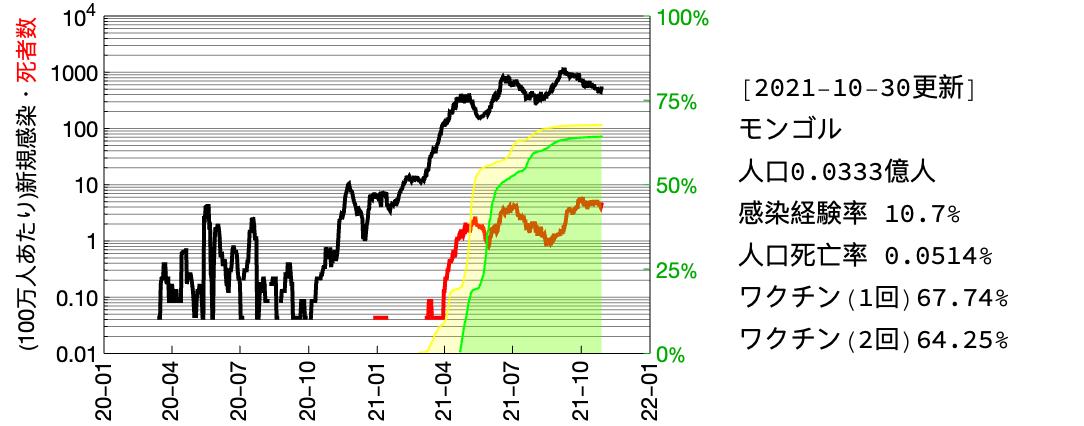 (100万人あたり)新規感染・死者数
10⁴
1000
100
10
1
0.10
0.01
100%
75%
50%
25%
0%
20-01
20-04
20-07
20-10
21-01
21-04
21-07
21-10
22-01
[2021-10-30更新]
モンゴル
人口0.0333億人
感染経験率 10.7%
人口死亡率 0.0514%
ワクチン(1回)67.74%
ワクチン(2回)64.25%